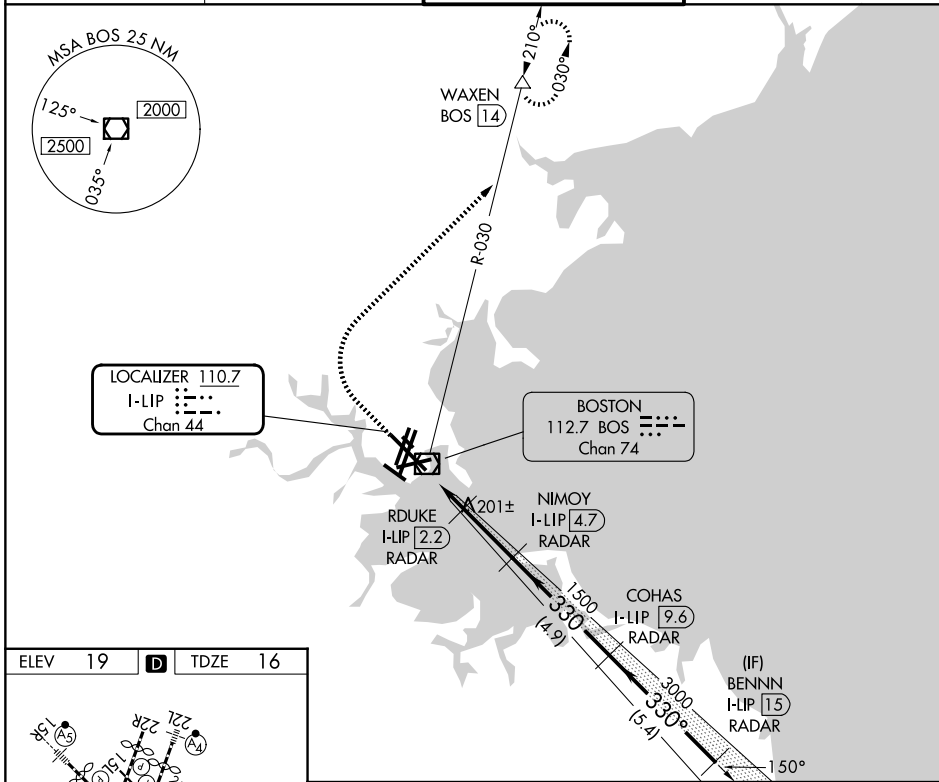 MSA BOS 25 NM
125°
2000
2500
035°
210°
030°
WAXEN
BOS 14
R-030
LOCALIZER 110.7
I-LIP
Chan 44
BOSTON
112.7 BOS
Chan 74
201±
RDUKE
I-LIP 2.2
RADAR
NIMOY
I-LIP 4.7
RADAR
1500
330
(4.9)
COHAS
I-LIP 9.6
RADAR
3000
330°
(5.4)
(IF)
BENNN
I-LIP 15
RADAR
150°
ELEV 19 D TDZE 16
15R
A5
15L
P
22R
22L
A4
P